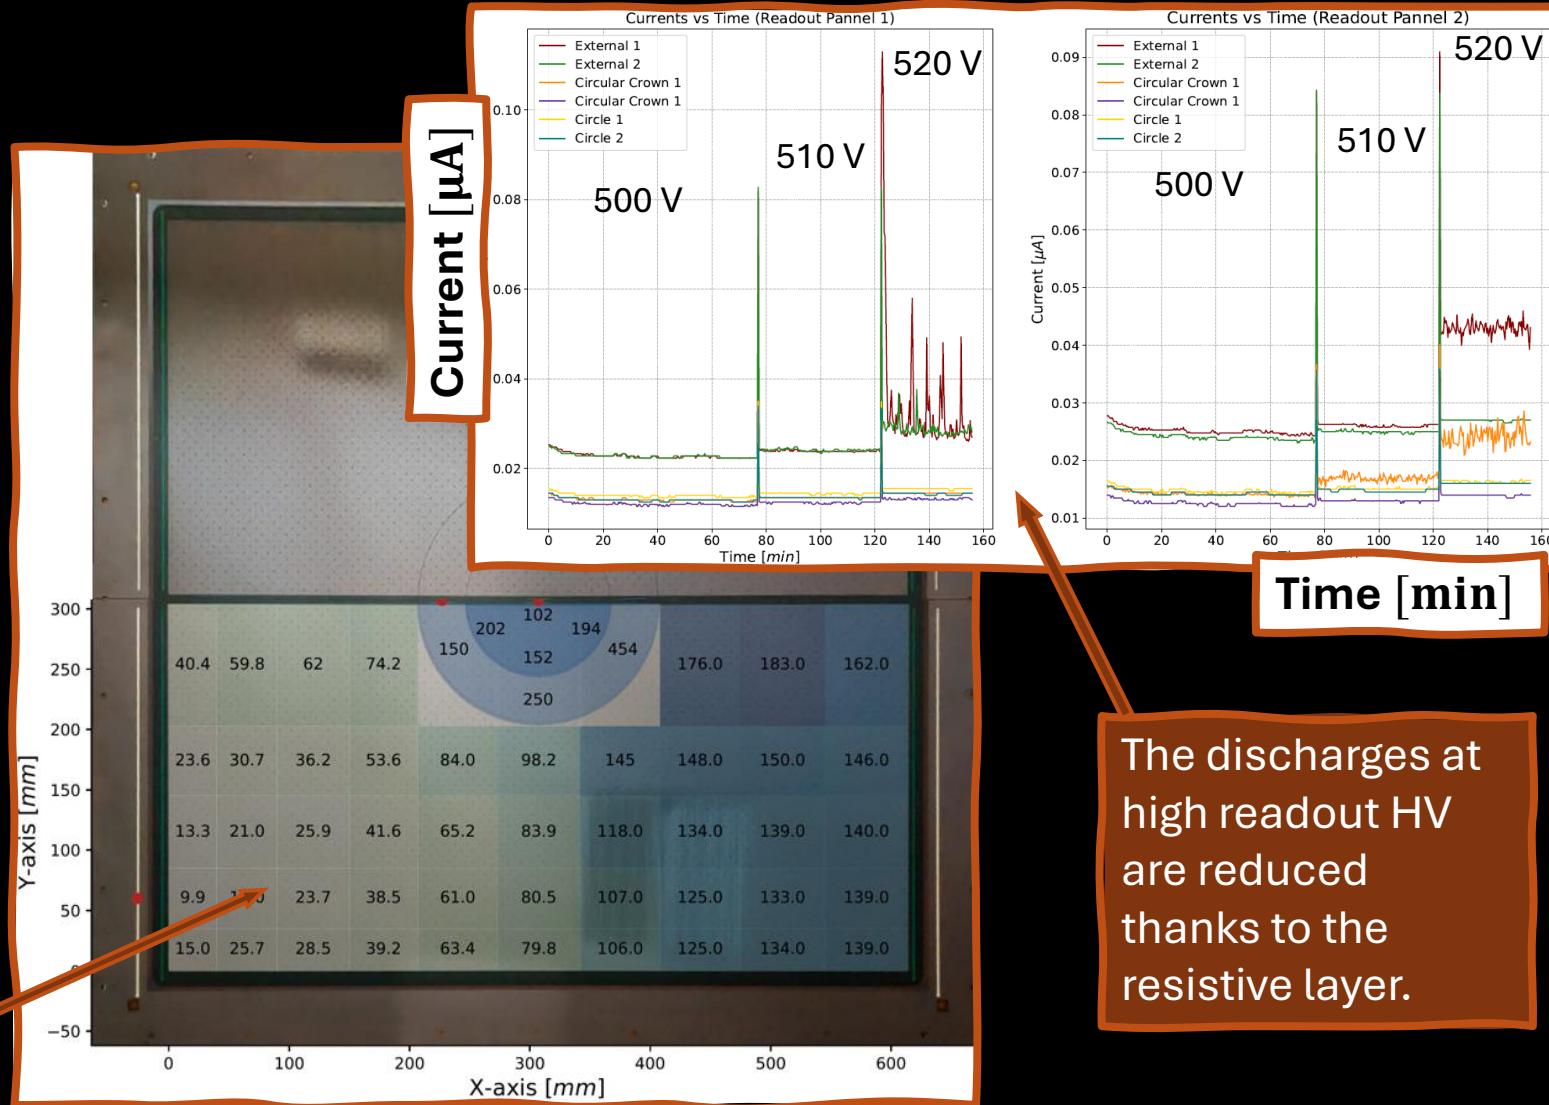 Currents vs Time (Readout Pannel 1)
External 1
External 2
Circular Crown 1
Circular Crown 1
Circle 1
Circle 2
500 V
510 V
520 V
0.10
0.08
0.06
0.04
0.02
0 20 40 60 80 100 120 140 160
Time [min]
Current [µA]
Currents vs Time (Readout Pannel 2)
External 1
External 2
Circular Crown 1
Circular Crown 1
Circle 1
Circle 2
500 V
510 V
520 V
0.09
0.08
0.07
0.06
0.05
0.04
0.03
0.02
0.01
Current [µA]
0 20 40 60 80 100 120 140
Time [min]
300
250
200
150
100
50
−50
Y-axis [mm]
102
202 194
150 152 454
250
40.4 59.8 62 74.2 176.0 183.0 162.0
23.6 30.7 36.2 53.6 84.0 98.2 145 148.0 150.0 146.0
13.3 21.0 25.9 41.6 65.2 83.9 118.0 134.0 139.0 140.0
9.9 23.7 38.5 61.0 80.5 107.0 125.0 133.0 139.0
15.0 25.7 28.5 39.2 63.4 79.8 106.0 125.0 134.0 139.0
0 100 200 300 400 500 600
X-axis [mm]
The discharges at
high readout HV
are reduced
thanks to the
resistive layer.